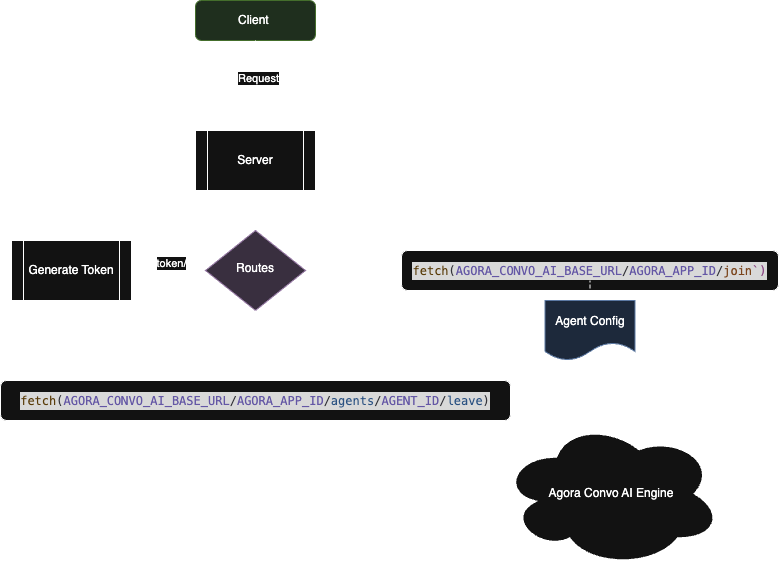 Client
Request
Server
Generate Token
token/
Routes
fetch(AGORA_CONVO_AI_BASE_URL/AGORA_APP_ID/join`)
Agent Config
fetch(AGORA_CONVO_AI_BASE_URL/AGORA_APP_ID/agents/AGENT_ID/leave)
Agora Convo AI Engine